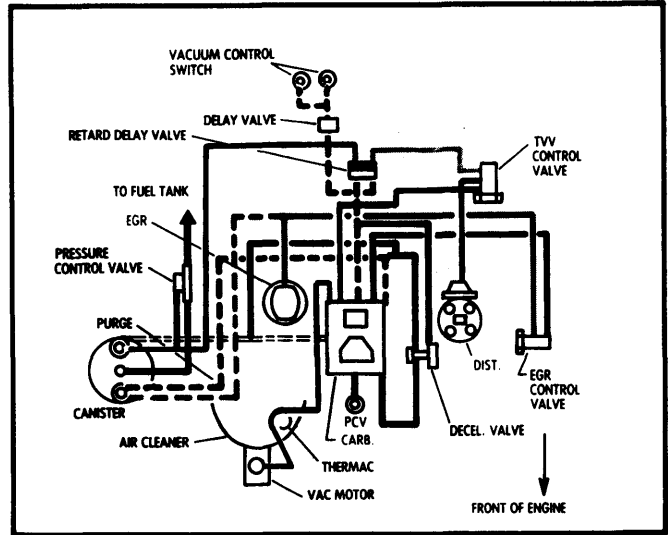 VACUUM CONTROL
SWITCH
DELAY VALVE
RETARD DELAY VALVE
TVV
CONTROL
VALVE
TO FUEL TANK
EGR
PRESSURE
CONTROL VALVE
PURGE
CANISTER
AIR CLEANER
PCV
CARB.
THERMAC
VAC MOTOR
DIST.
DECEL. VALVE
EGR
CONTROL
VALVE
FRONT OF ENGINE